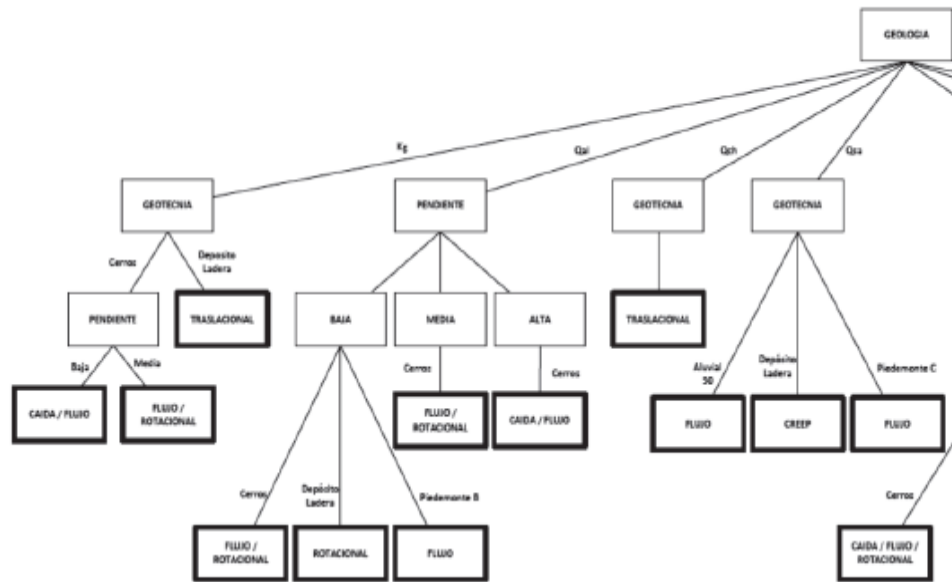 GEOLOGIA
Kg
Qal
Qsh
Qsa
GEOTECNIA
PENDIENTE
GEOTECNIA
GEOTECNIA
Cerros
Deposito
Ladera
PENDIENTE
TRASLACIONAL
BAJA
MEDIA
ALTA
TRASLACIONAL
Baja
Media
Cerros
Cerros
Aluvial
50
Depósito
Ladera
Piedemonte C
CAIDA / FLUJO
FLUJO /
ROTACIONAL
FLUJO /
ROTACIONAL
CAIDA / FLUJO
FLUJO
CREEP
FLUJO
Cerros
Depósito
Ladera
Piedemonte B
Cerros
FLUJO /
ROTACIONAL
ROTACIONAL
FLUJO
CAIDA / FLUJO /
ROTACIONAL